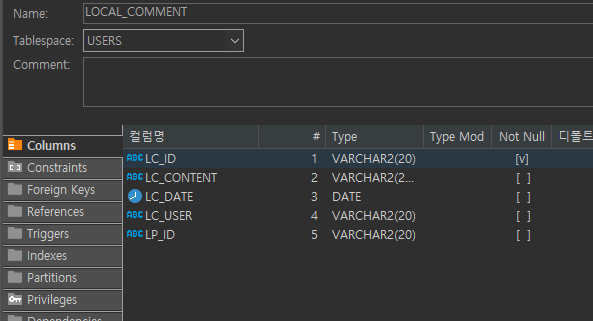 Name: LOCAL_COMMENT
Tablespace: USERS
Comment:
컬럼명 # Type Type Mod Not Null 디폴트
Columns
Constraints
Foreign Keys
References
Triggers
Indexes
Partitions
Privileges
Dependencies
LC_ID 1 VARCHAR2(20) [v]
LC_CONTENT 2 VARCHAR2(2... [ ]
LC_DATE 3 DATE [ ]
LC_USER 4 VARCHAR2(20) [ ]
LP_ID 5 VARCHAR2(20) [ ]